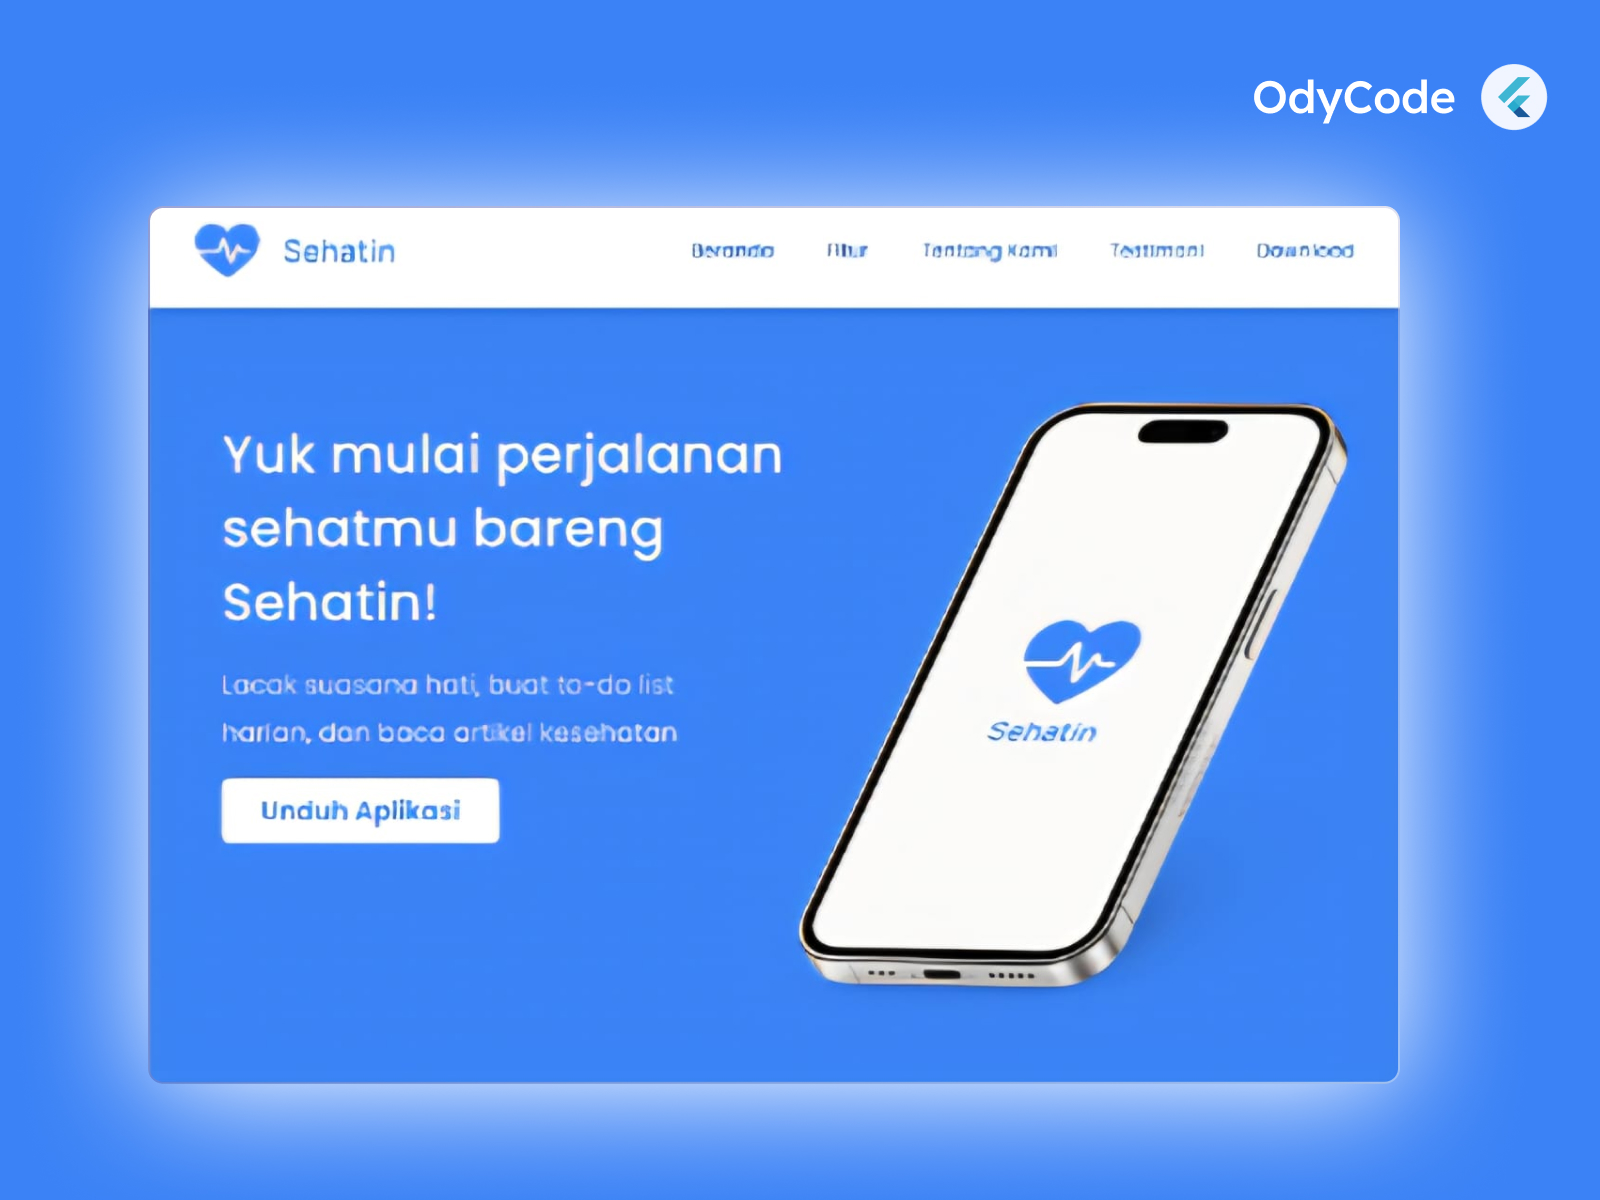 OdyCode
Sehatin
Beranda Fitur Tentang Kami Testimoni Download
Yuk mulai perjalanan
sehatmu bareng
Sehatin!
Lacak suasana hati, buat to-do list
harian, dan baca artikel kesehatan
Unduh Aplikasi
Sehatin